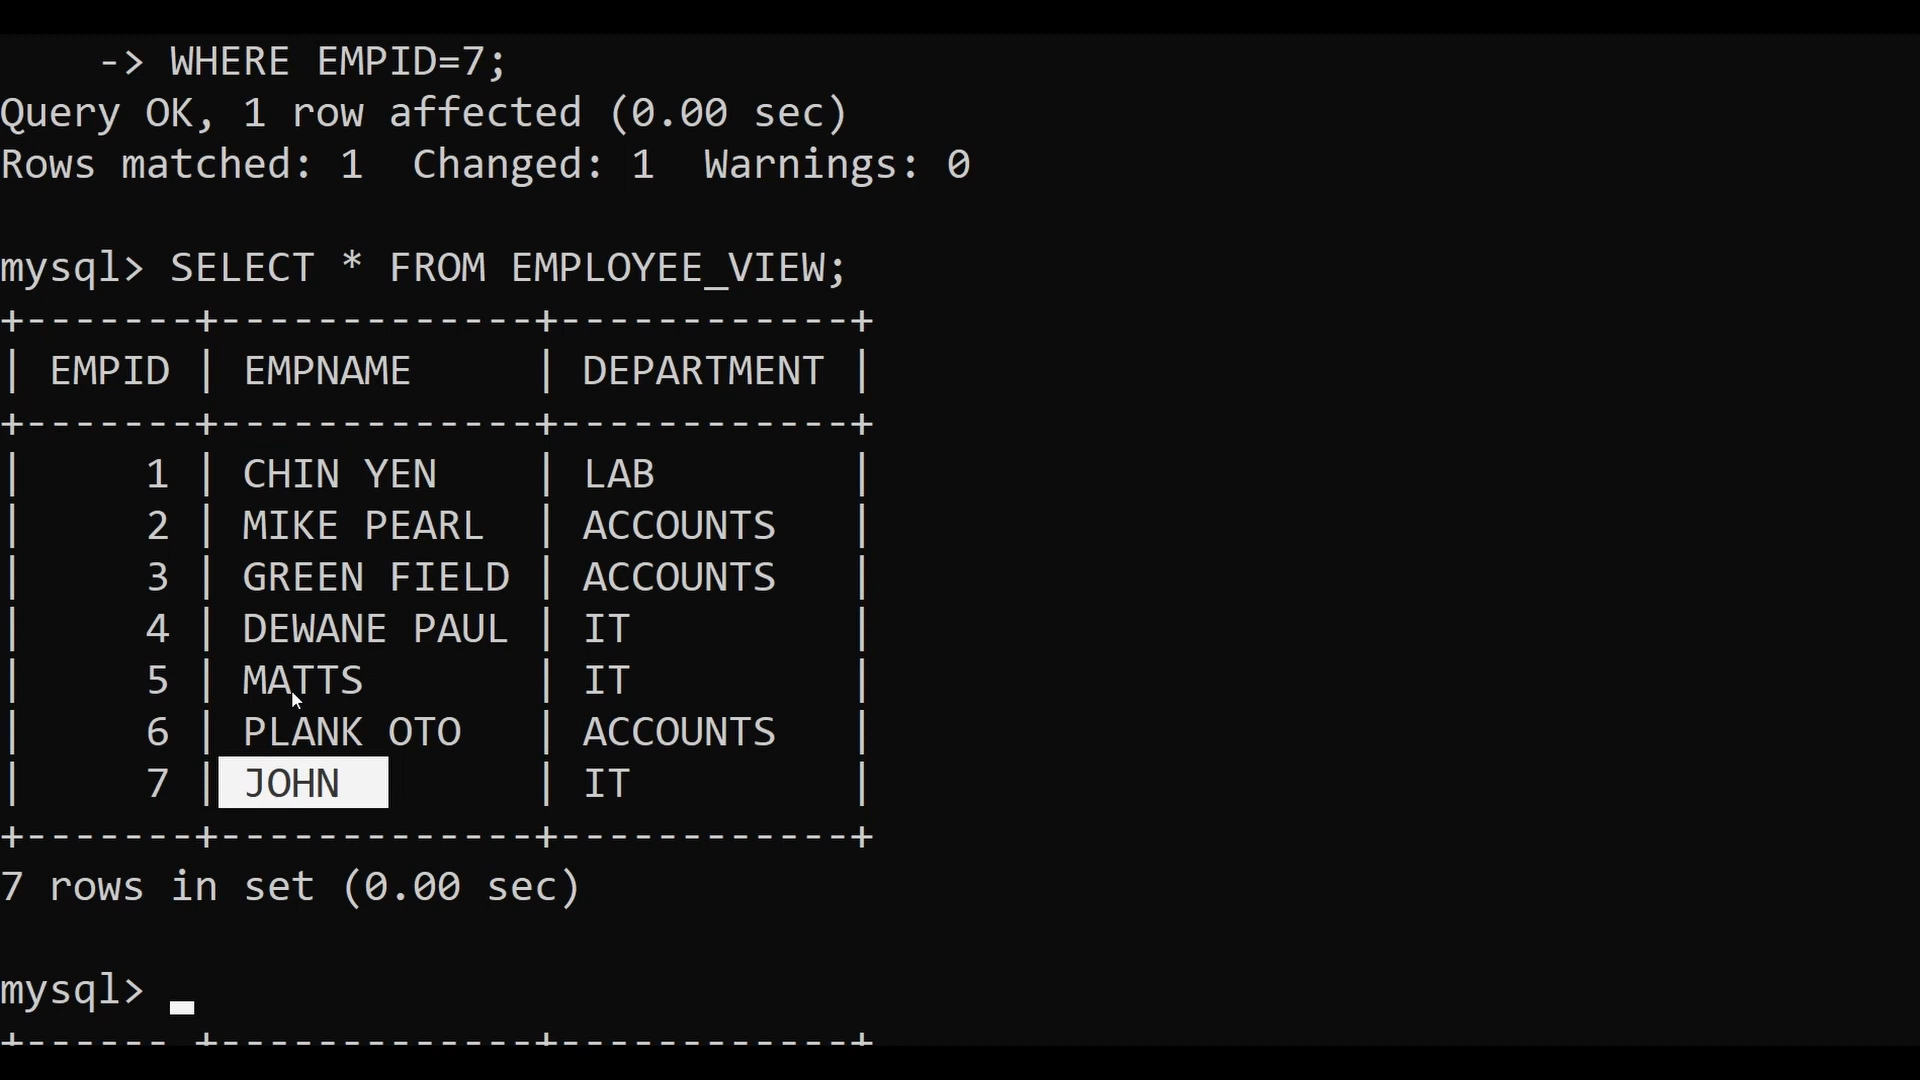 -> WHERE EMPID=7;
Query OK, 1 row affected (0.00 sec)
Rows matched: 1  Changed: 1  Warnings: 0
mysql> SELECT * FROM EMPLOYEE_VIEW;
+-------+-------------+------------+
| EMPID | EMPNAME     | DEPARTMENT |
+-------+-------------+------------+
|     1 | CHIN YEN    | LAB        |
|     2 | MIKE PEARL  | ACCOUNTS   |
|     3 | GREEN FIELD | ACCOUNTS   |
|     4 | DEWANE PAUL | IT         |
|     5 | MATTS       | IT         |
|     6 | PLANK OTO   | ACCOUNTS   |
|     7 | JOHN        | IT         |
+-------+-------------+------------+
7 rows in set (0.00 sec)
mysql>
+------ +-------------+------------+